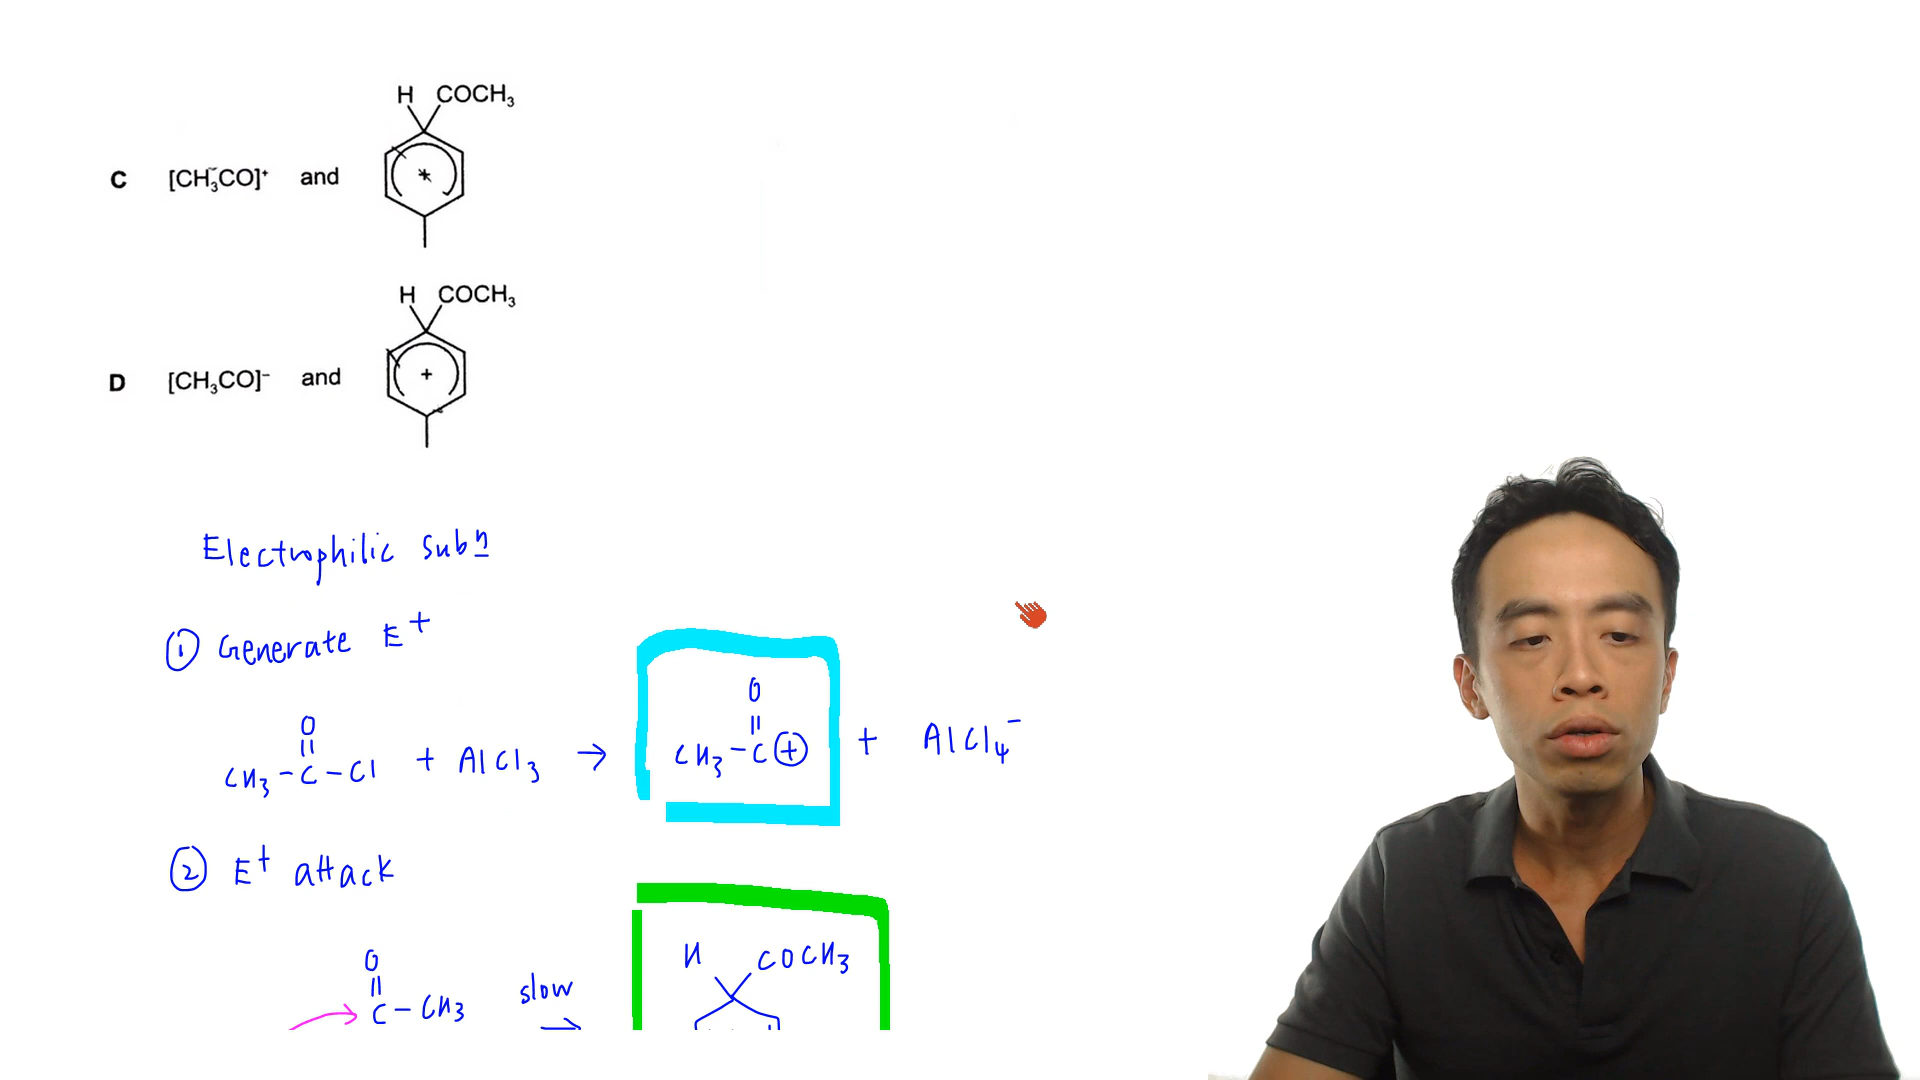 H COCH₃
C [CH₃CO]⁺ and
H COCH₃
D [CH₃CO]⁻ and
+
Electrophilic subn
① Generate E⁺
O
CH₃-C-Cl + AlCl₃ →
O
CH₃-C⊕ + AlCl₄⁻
② E⁺ attack
O
C-CH₃
slow
H COCH₃